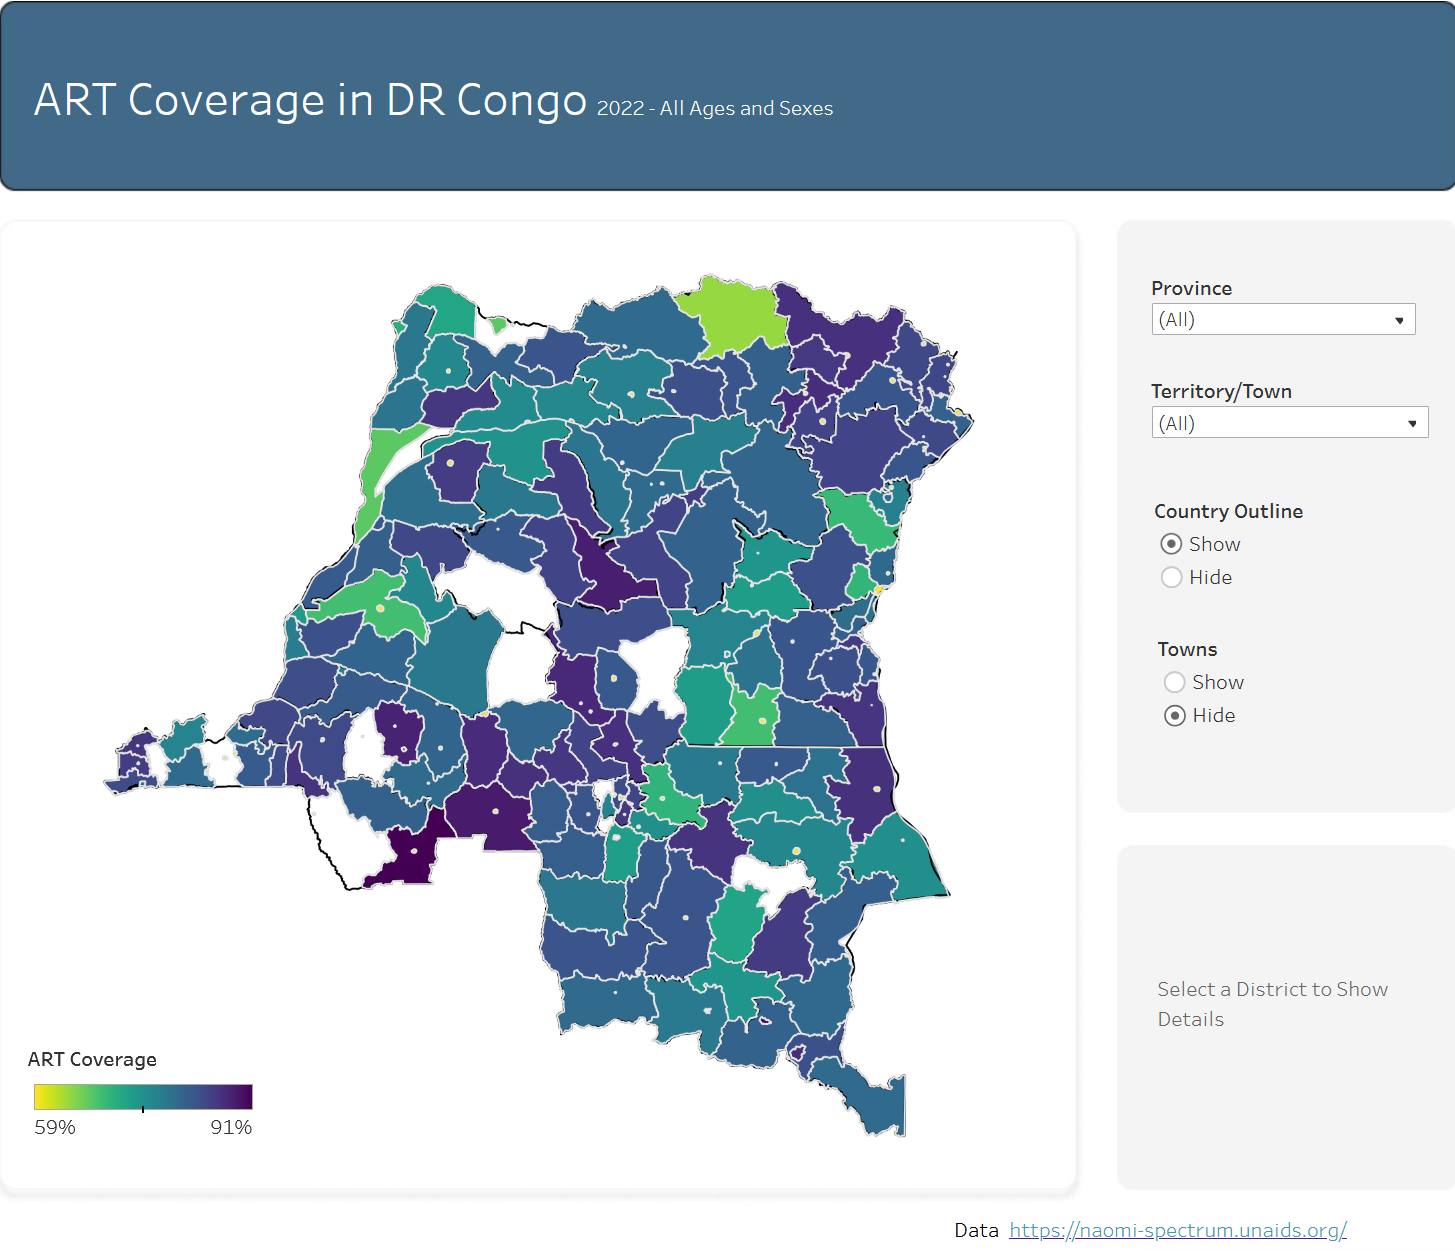 ART Coverage in DR Congo 2022 - All Ages and Sexes
Province
(All)
Territory/Town
(All)
Country Outline
Show
Hide
Towns
Show
Hide
Select a District to Show
Details
ART Coverage
59% 91%
Data https://naomi-spectrum.unaids.org/